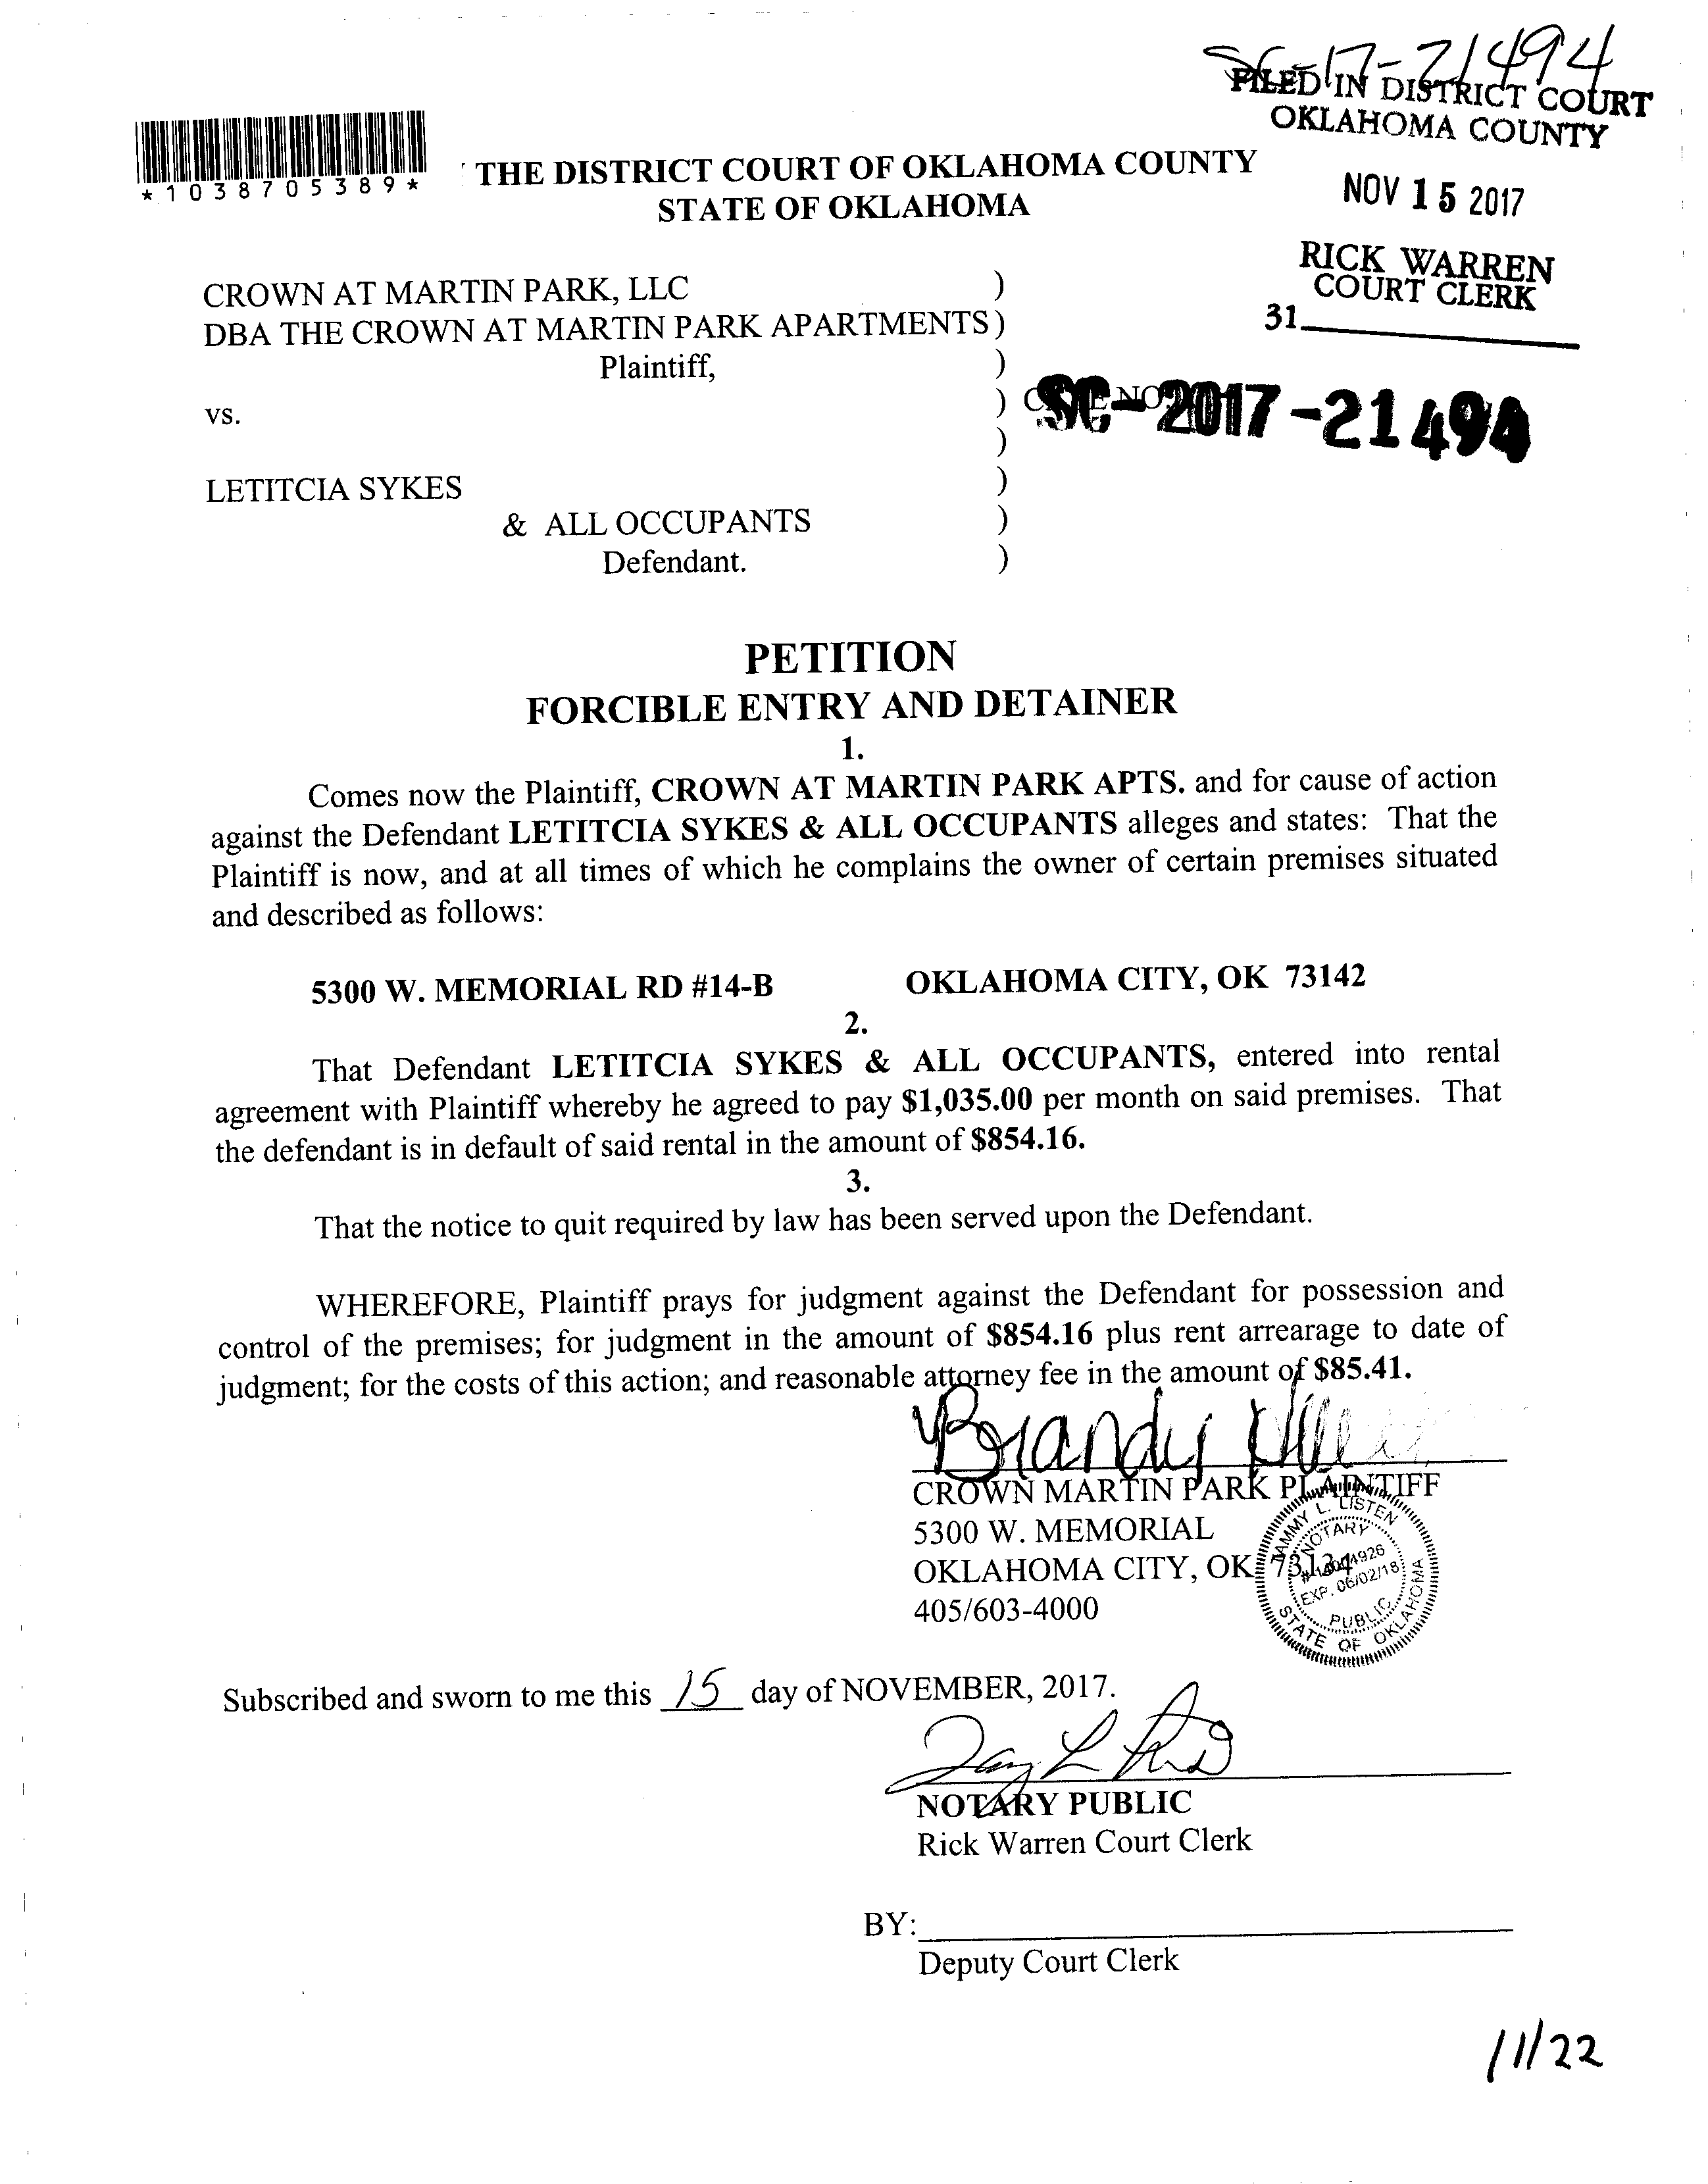 SC-17-21494
FILED IN DISTRICT COURT
OKLAHOMA COUNTY
NOV 15 2017
RICK WARREN
COURT CLERK
31
*1038705389*
THE DISTRICT COURT OF OKLAHOMA COUNTY
STATE OF OKLAHOMA
CROWN AT MARTIN PARK, LLC )
DBA THE CROWN AT MARTIN PARK APARTMENTS )
Plaintiff, )
vs. ) CASE NO. SC-2017-21494
)
LETITCIA SYKES )
& ALL OCCUPANTS )
Defendant. )
PETITION
FORCIBLE ENTRY AND DETAINER
1.
Comes now the Plaintiff, CROWN AT MARTIN PARK APTS. and for cause of action
against the Defendant LETITCIA SYKES & ALL OCCUPANTS alleges and states: That the
Plaintiff is now, and at all times of which he complains the owner of certain premises situated
and described as follows:
5300 W. MEMORIAL RD #14-B OKLAHOMA CITY, OK 73142
2.
That Defendant LETITCIA SYKES & ALL OCCUPANTS, entered into rental
agreement with Plaintiff whereby he agreed to pay $1,035.00 per month on said premises. That
the defendant is in default of said rental in the amount of $854.16.
3.
That the notice to quit required by law has been served upon the Defendant.
WHEREFORE, Plaintiff prays for judgment against the Defendant for possession and
control of the premises; for judgment in the amount of $854.16 plus rent arrearage to date of
judgment; for the costs of this action; and reasonable attorney fee in the amount of $85.41.
Brandy
CROWN MARTIN PARK PLAINTIFF
5300 W. MEMORIAL
OKLAHOMA CITY, OK 73134
405/603-4000
TAMMY L. LISTEN
NOTARY
EXP. 06/02/18
PUBLIC
STATE OF OKLAHOMA
Subscribed and sworn to me this 15 day of NOVEMBER, 2017.
NOTARY PUBLIC
Rick Warren Court Clerk
BY:
Deputy Court Clerk
11/22